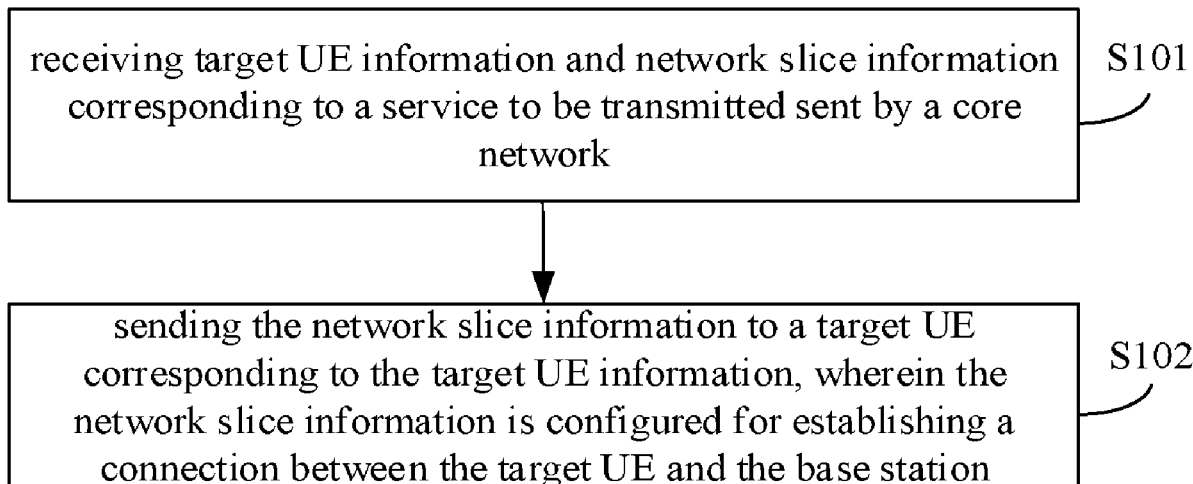 receiving target UE information and network slice information
corresponding to a service to be transmitted sent by a core
network
S101
sending the network slice information to a target UE
corresponding to the target UE information, wherein the
network slice information is configured for establishing a
connection between the target UE and the base station
S102